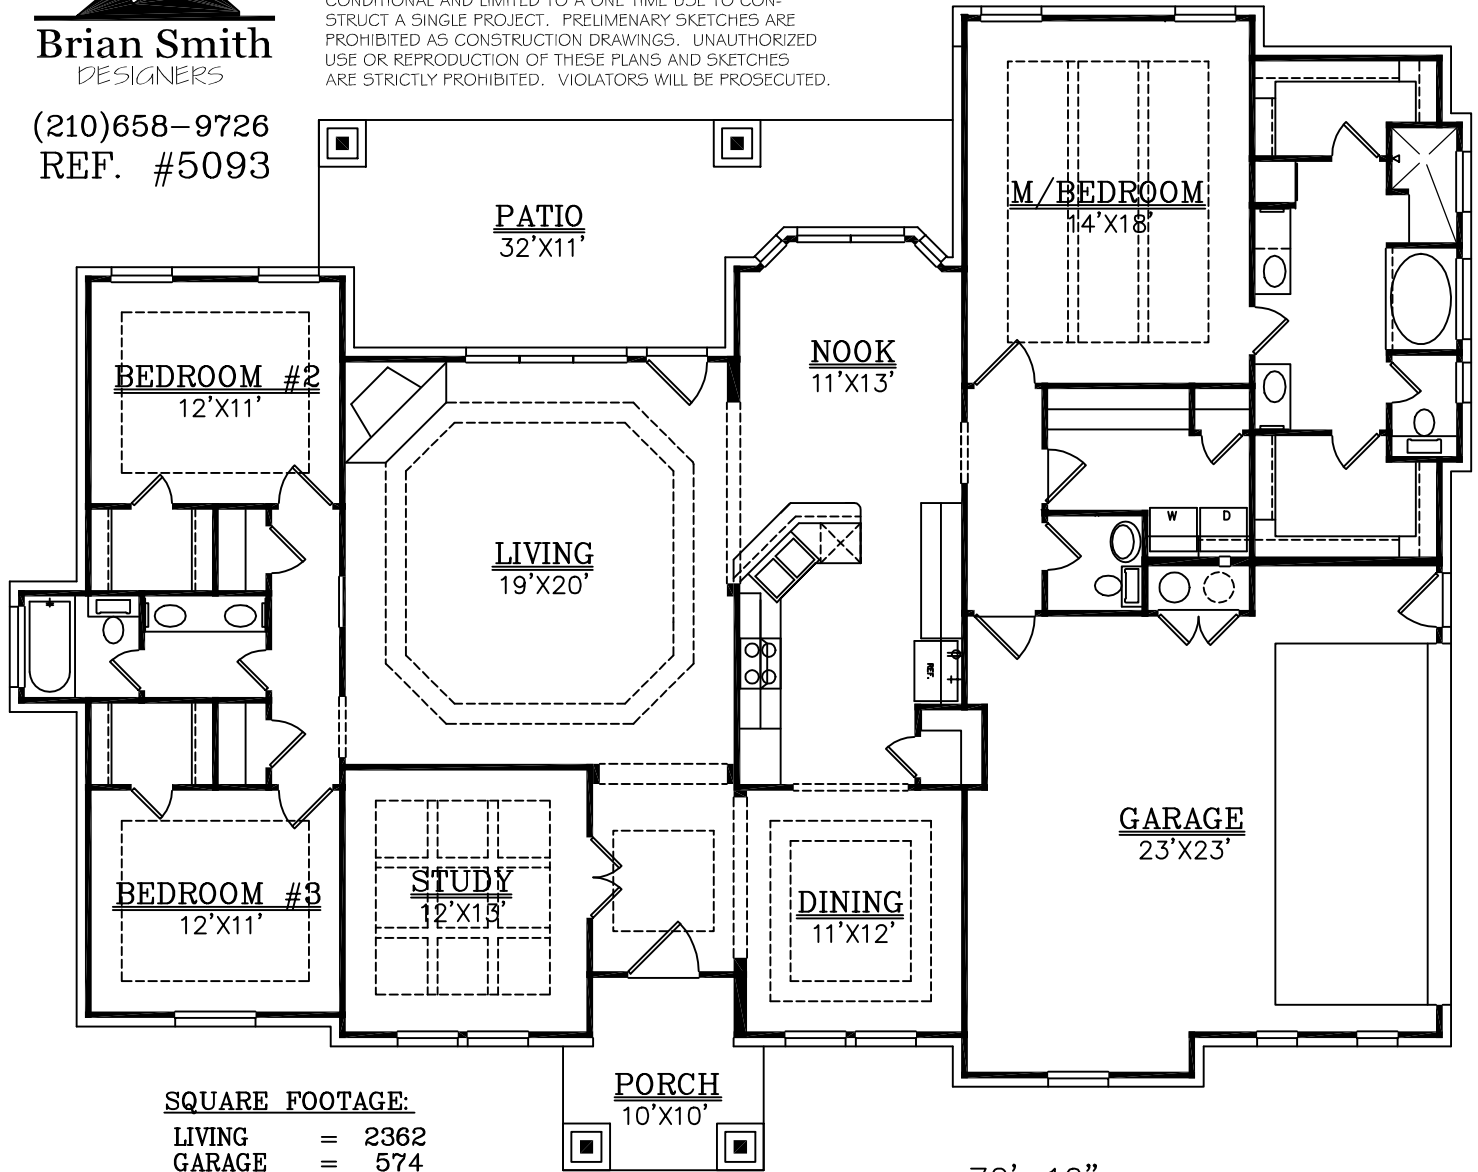 CONDITIONAL AND LIMITED TO A ONE TIME USE TO CON-
STRUCT A SINGLE PROJECT. PRELIMENARY SKETCHES ARE
PROHIBITED AS CONSTRUCTION DRAWINGS. UNAUTHORIZED
USE OR REPRODUCTION OF THESE PLANS AND SKETCHES
ARE STRICTLY PROHIBITED. VIOLATORS WILL BE PROSECUTED.
Brian Smith
DESIGNERS
(210)658-9726
REF. #5093
PATIO
32'X11'
M/BEDROOM
14'X18'
NOOK
11'X13'
BEDROOM #2
12'X11'
LIVING
19'X20'
W
D
REF.
GARAGE
23'X23'
BEDROOM #3
12'X11'
STUDY
12'X13'
DINING
11'X12'
PORCH
10'X10'
SQUARE FOOTAGE:
LIVING = 2362
GARAGE = 574